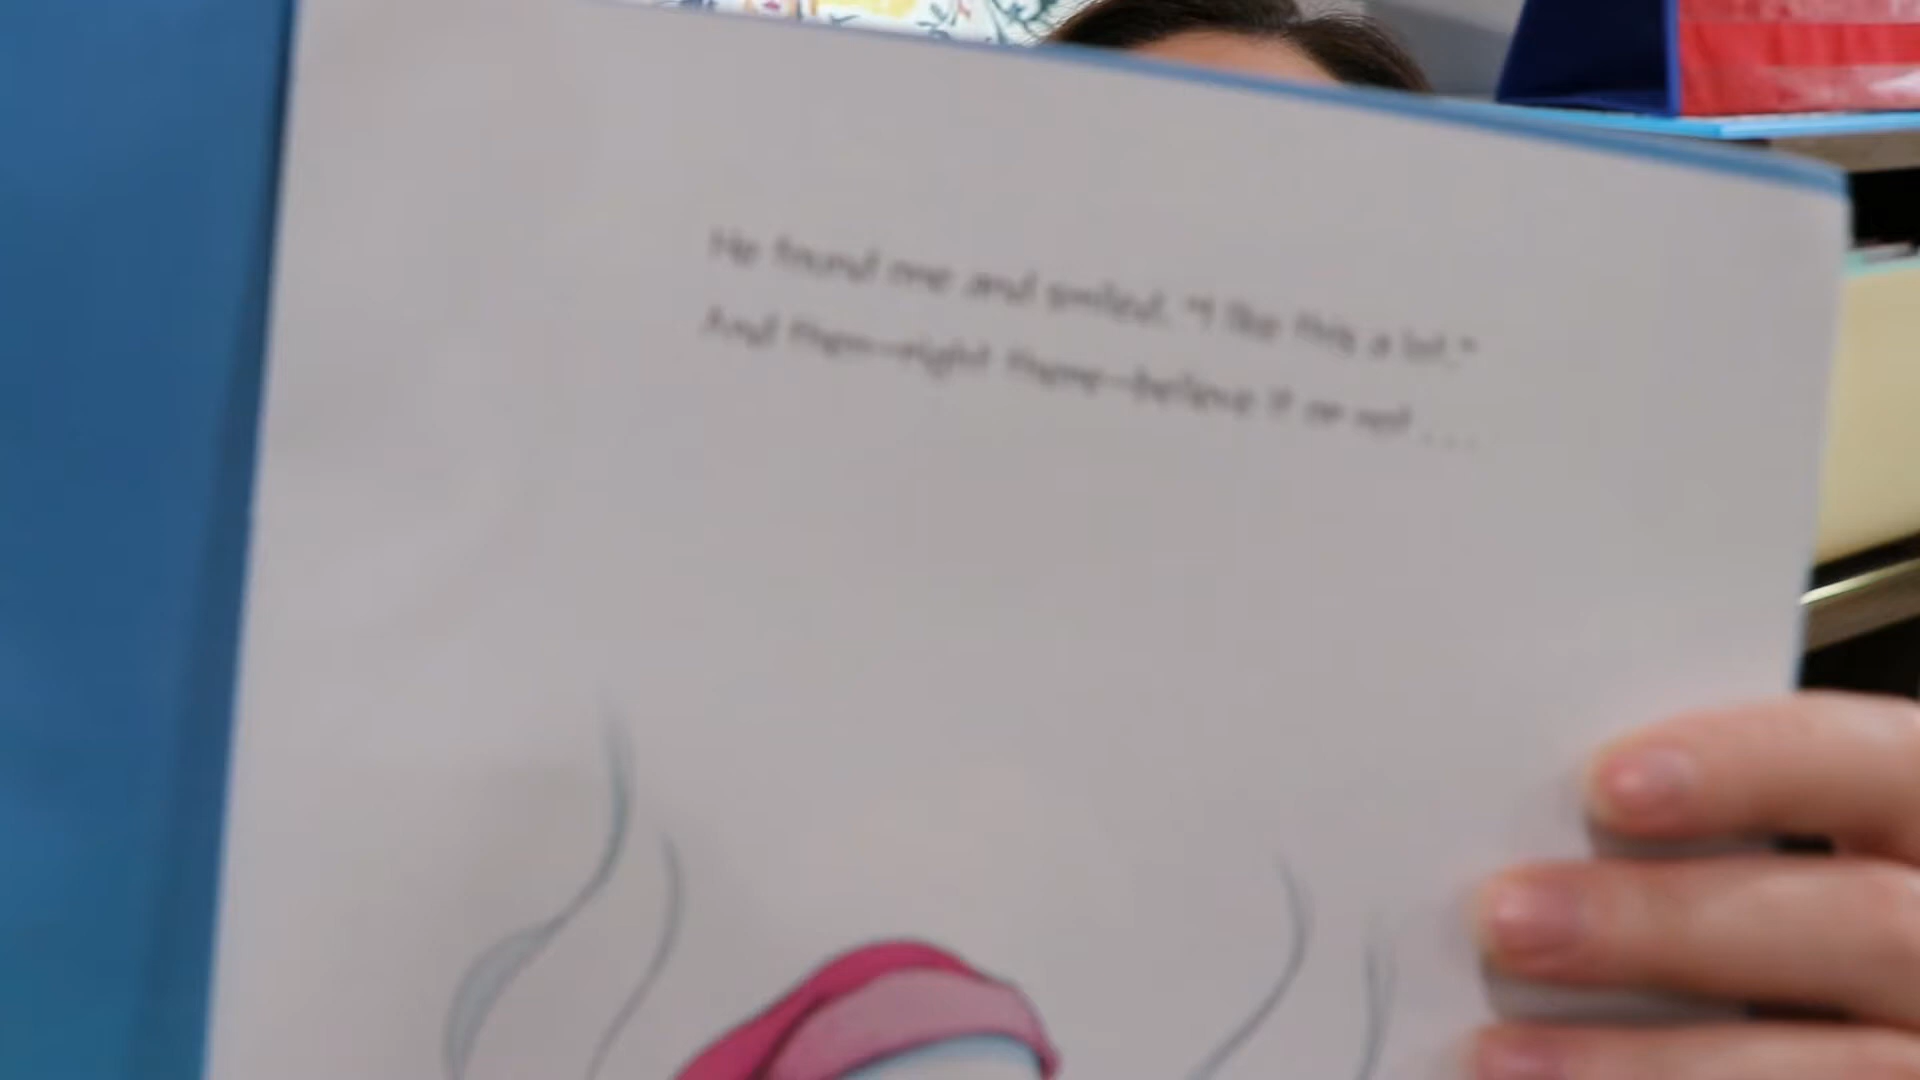 He found me and smiled. "I like this a lot."
And then—right there—believe it or not . . .